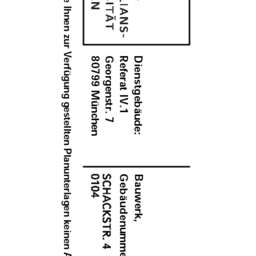 LIANS-
ITÄT
N
Dienstgebäude:
Referat IV.1
Georgenstr. 7
80799 München
Bauwerk,
Gebäudenumme
SCHACKSTR. 4
0104
e Ihnen zur Verfügung gestellten Planunterlagen keinen A